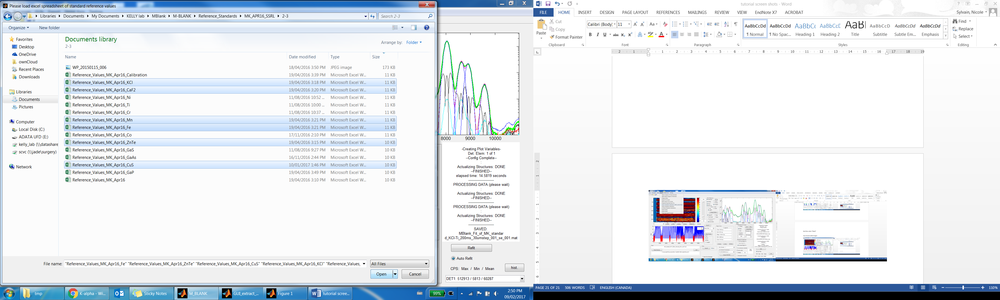 Please load excel spreadsheet of standard reference values
Libraries Documents My Documents KELLY lab MBlank M-BLANK Reference_Standards MK_APR16_SSRL 2-3
Search 2-3
Organize New folder
Favorites
Desktop
OneDrive
ownCloud
Recent Places
Downloads
Libraries
Documents
Pictures
Computer
Local Disk (C:)
ADATA UFD (E:)
kelly_lab (\\datashare
scvc (\\jade\surgery)
Network
Documents library
2-3
Arrange by: Folder
Name Date modified Type Size
WP_20150115_006 18/04/2016 3:50 PM JPEG image 173 KB
Reference_Values_MK_Apr16_Calibration 19/04/2016 3:39 PM Microsoft Excel W... 11 KB
Reference_Values_MK_Apr16_KCl 19/04/2016 3:18 PM Microsoft Excel W... 11 KB
Reference_Values_MK_Apr16_CaF2 19/04/2016 3:20 PM Microsoft Excel W... 11 KB
Reference_Values_MK_Apr16_Ni 11/08/2016 10:52 ... Microsoft Excel W... 11 KB
Reference_Values_MK_Apr16_Ti 11/08/2016 10:00 ... Microsoft Excel W... 11 KB
Reference_Values_MK_Apr16_Cr 11/08/2016 10:37 ... Microsoft Excel W... 11 KB
Reference_Values_MK_Apr16_Mn 19/04/2016 3:21 PM Microsoft Excel W... 11 KB
Reference_Values_MK_Apr16_Fe 19/04/2016 3:21 PM Microsoft Excel W... 11 KB
Reference_Values_MK_Apr16_Co 17/11/2016 2:10 PM Microsoft Excel W... 11 KB
Reference_Values_MK_Apr16_ZnTe 19/04/2016 3:15 PM Microsoft Excel W... 10 KB
Reference_Values_MK_Apr16_GaS 11/08/2016 9:27 PM Microsoft Excel W... 10 KB
Reference_Values_MK_Apr16_GaAs 16/11/2016 2:44 PM Microsoft Excel W... 10 KB
Reference_Values_MK_Apr16_CuS 10/01/2017 1:46 PM Microsoft Excel W... 10 KB
Reference_Values_MK_Apr16_GaP 19/04/2016 3:49 PM Microsoft Excel W... 10 KB
Reference_Values_MK_Apr16 19/04/2016 3:10 PM Microsoft Excel W... 10 KB
File name: "Reference_Values_MK_Apr16_Fe" "Reference_Values_MK_Apr16_ZnTe" "Reference_Values_MK_Apr16_CuS" "Reference_Values_MK_Apr16_KCl" "Reference_Values_
All Files
Open Cancel
8000 9000 10000
-Creating Plot Variables-
Det. Elem: 1 of 1
--Config Complete--
:
Actualizing Structures: DONE
--FINISHED--
elapsed time: 14.5819 seconds
----------------------
PROCESSING DATA (please wait)
:
Actualizing Structures: DONE
--FINISHED--
----------------------
PROCESSING DATA (please wait)
:
Actualizing Structures: DONE
--FINISHED--
----------------------
SAVED:
MBlank_Fit_of_MK_standar
d_KCl-Ti_200ms_30umstep_001_se_001.mat
Refit
Auto Refit
CPS: Max / Min / Mean
hist.
DET1: 512913 / 5813 / 60287
tmp
K-alpha - Wi...
Sticky Notes
M_BLANK
GUI_extract_...
Figure 1
tutorial scree...
99%
2:50 PM
09/02/2017
tutorial screen shots - Word
FILE HOME INSERT DESIGN PAGE LAYOUT REFERENCES MAILINGS REVIEW VIEW EndNote X7 ACROBAT
Sylvain, Nicole
Paste
Cut
Copy
Format Painter
Clipboard
Calibri (Body) 11
Font
Paragraph
AaBbCcDd AaBbCcDd AaBbCc AaBbCcD AaBl AaBbCcD AaBbCcDd AaBbCcDd
¶ Normal ¶ No Spac... Heading 1 Heading 2 Title Subtitle Subtle Em... Emphasis
Styles
Find
Replace
Select
Editing
2 1 1 2 3 4 5 6 7 8 9 10 11 12 13 14 15 16 17 18 19
2
1
1
2
3
4
5
6
PAGE 21 OF 21 506 WORDS ENGLISH (CANADA)
110%